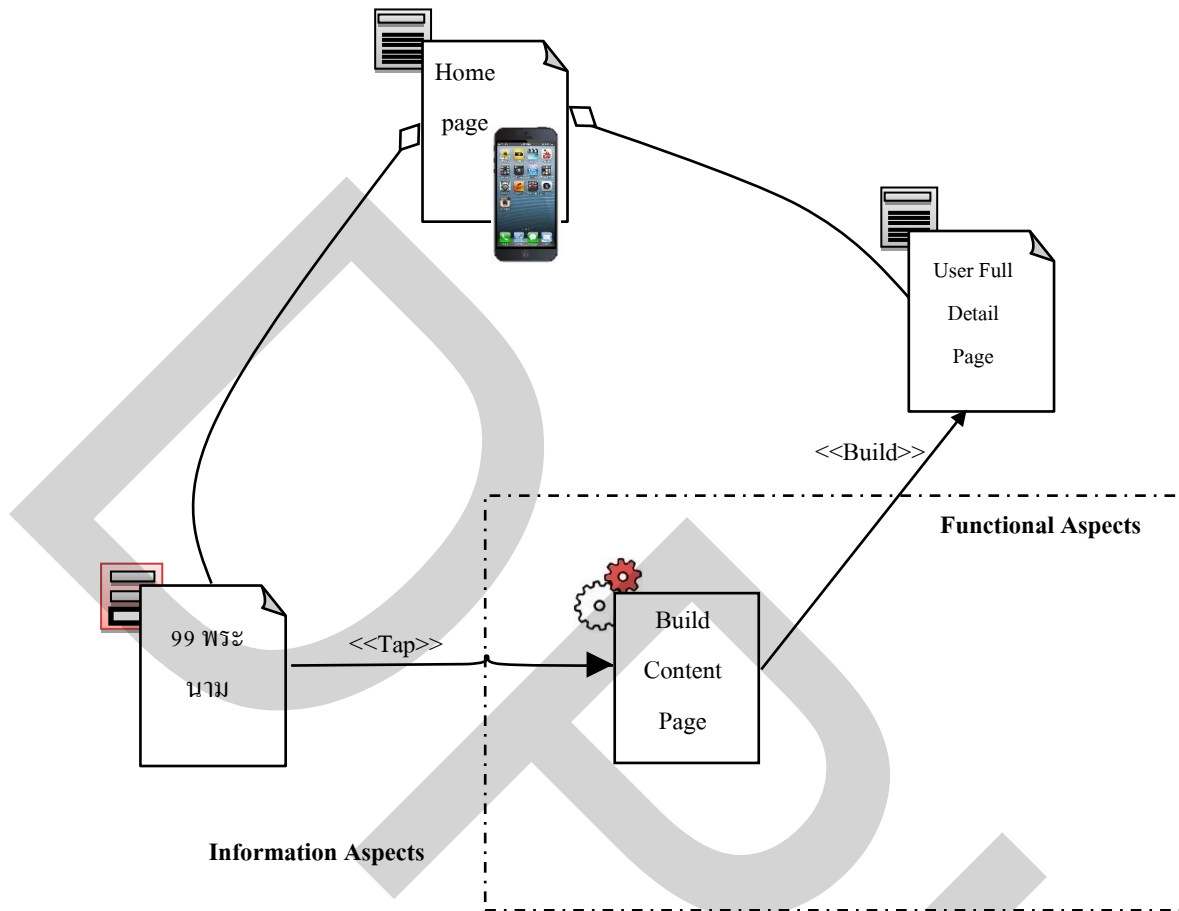 Home
page
User Full
Detail
Page
<<Build>>
Functional Aspects
99 พระ
นาม
<<Tap>>
Build
Content
Page
Information Aspects